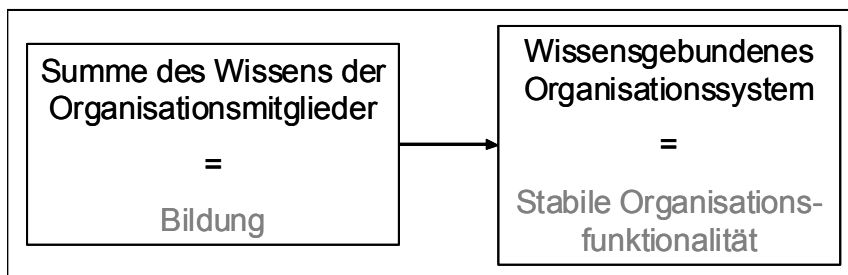 Summe des Wissens der
Organisationsmitglieder
=
Bildung
Wissensgebundenes
Organisationssystem
=
Stabile Organisations-
funktionalität